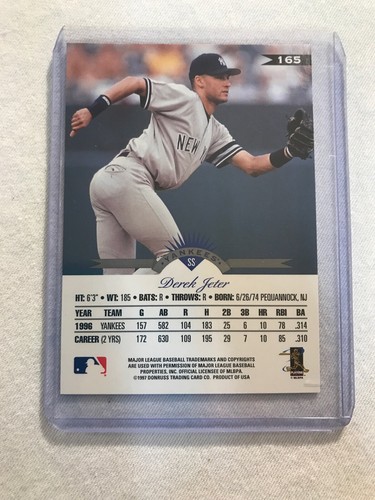 165
NEW
YANKEES
SS
Derek Jeter
HT: 6'3" • WT: 185 • BATS: R • THROWS: R • BORN: 6/26/74 PEQUANNOCK, NJ
YEAR TEAM G AB R H 2B 3B HR RBI BA
1996 YANKEES 157 582 104 183 25 6 10 78 .314
CAREER (2 YRS) 172 630 109 195 29 7 10 85 .310
MAJOR LEAGUE BASEBALL TRADEMARKS AND COPYRIGHTS
ARE USED WITH PERMISSION OF MAJOR LEAGUE BASEBALL
PROPERTIES, INC. OFFICIAL LICENSEE OF MLBPA.
©1997 DONRUSS TRADING CARD CO. PRODUCT OF USA